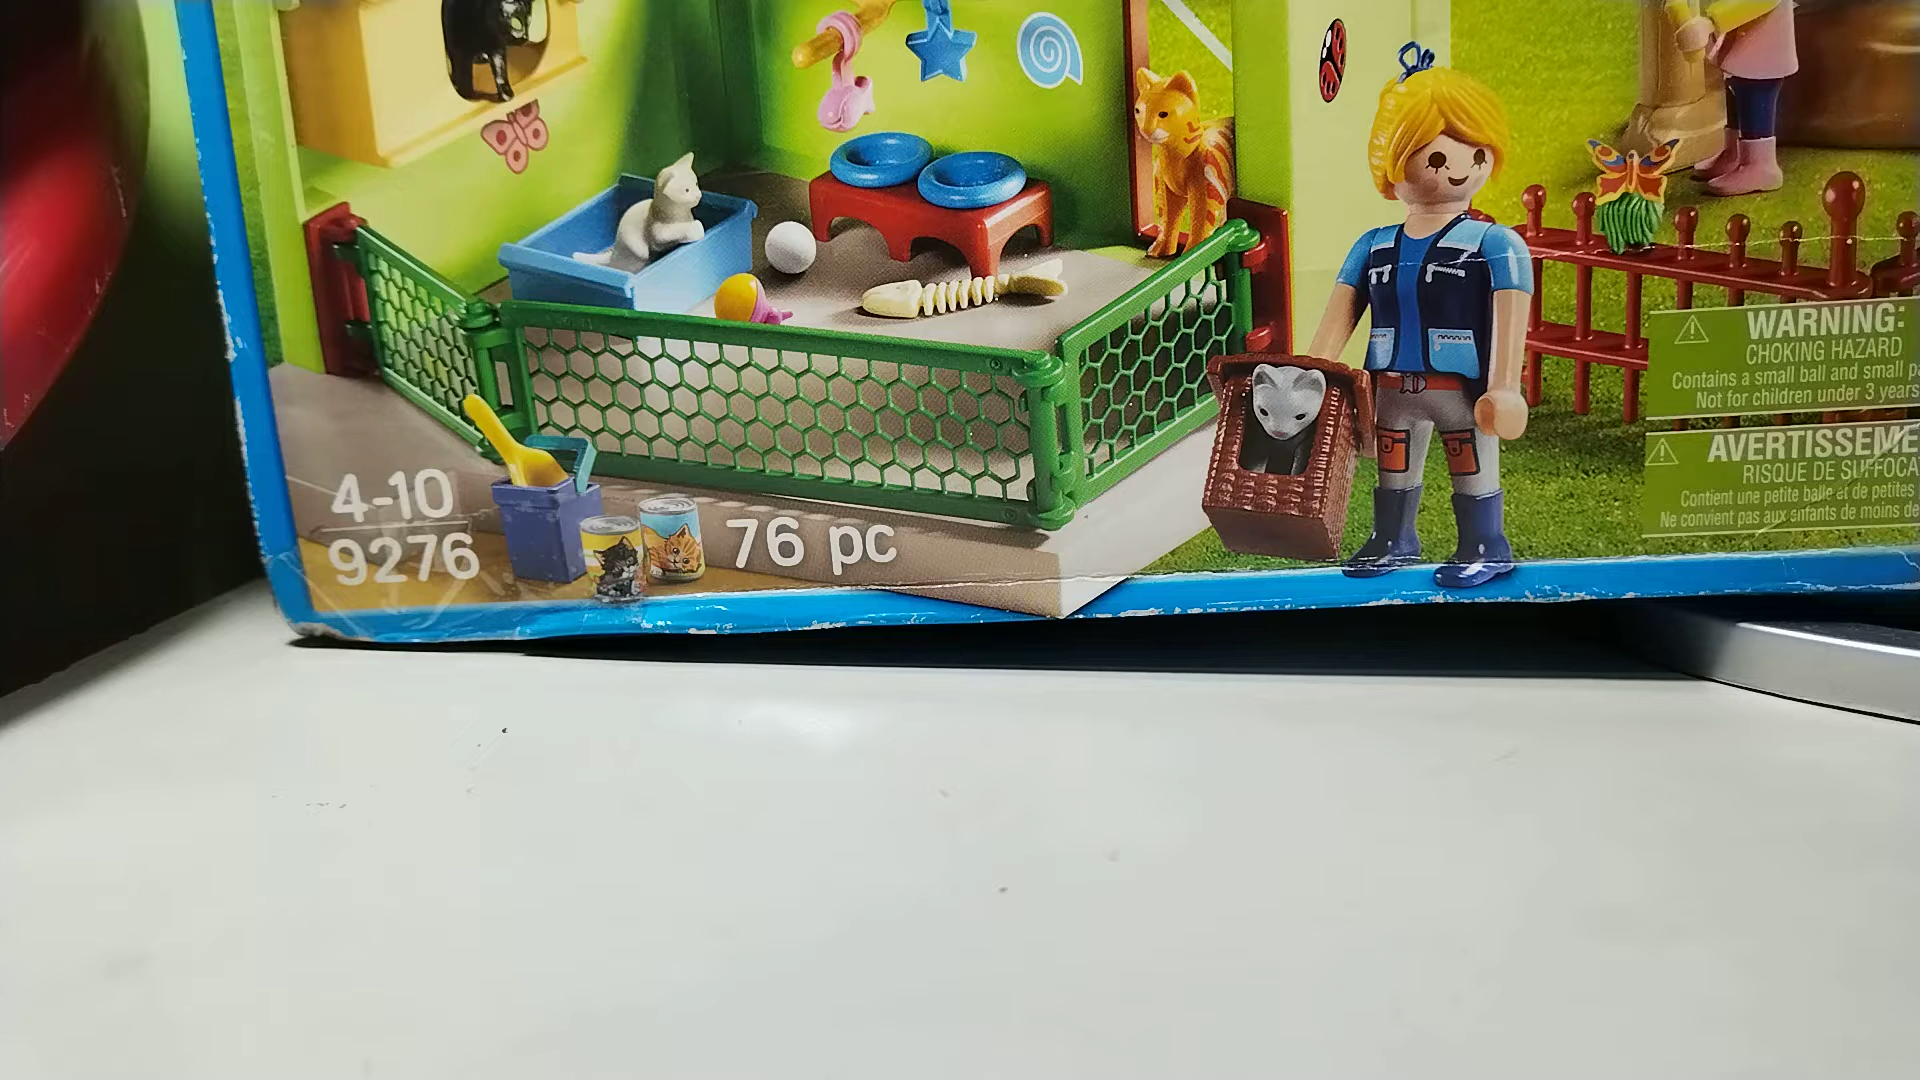 4-10
9276
76 pc
WARNING:
CHOKING HAZARD
Contains a small ball and small
Not for children under 3 years
AVERTISSEME
RISQUE DE SUFFOCA
Contient une petite balle et de petites
Ne convient pas aux enfants de moins de